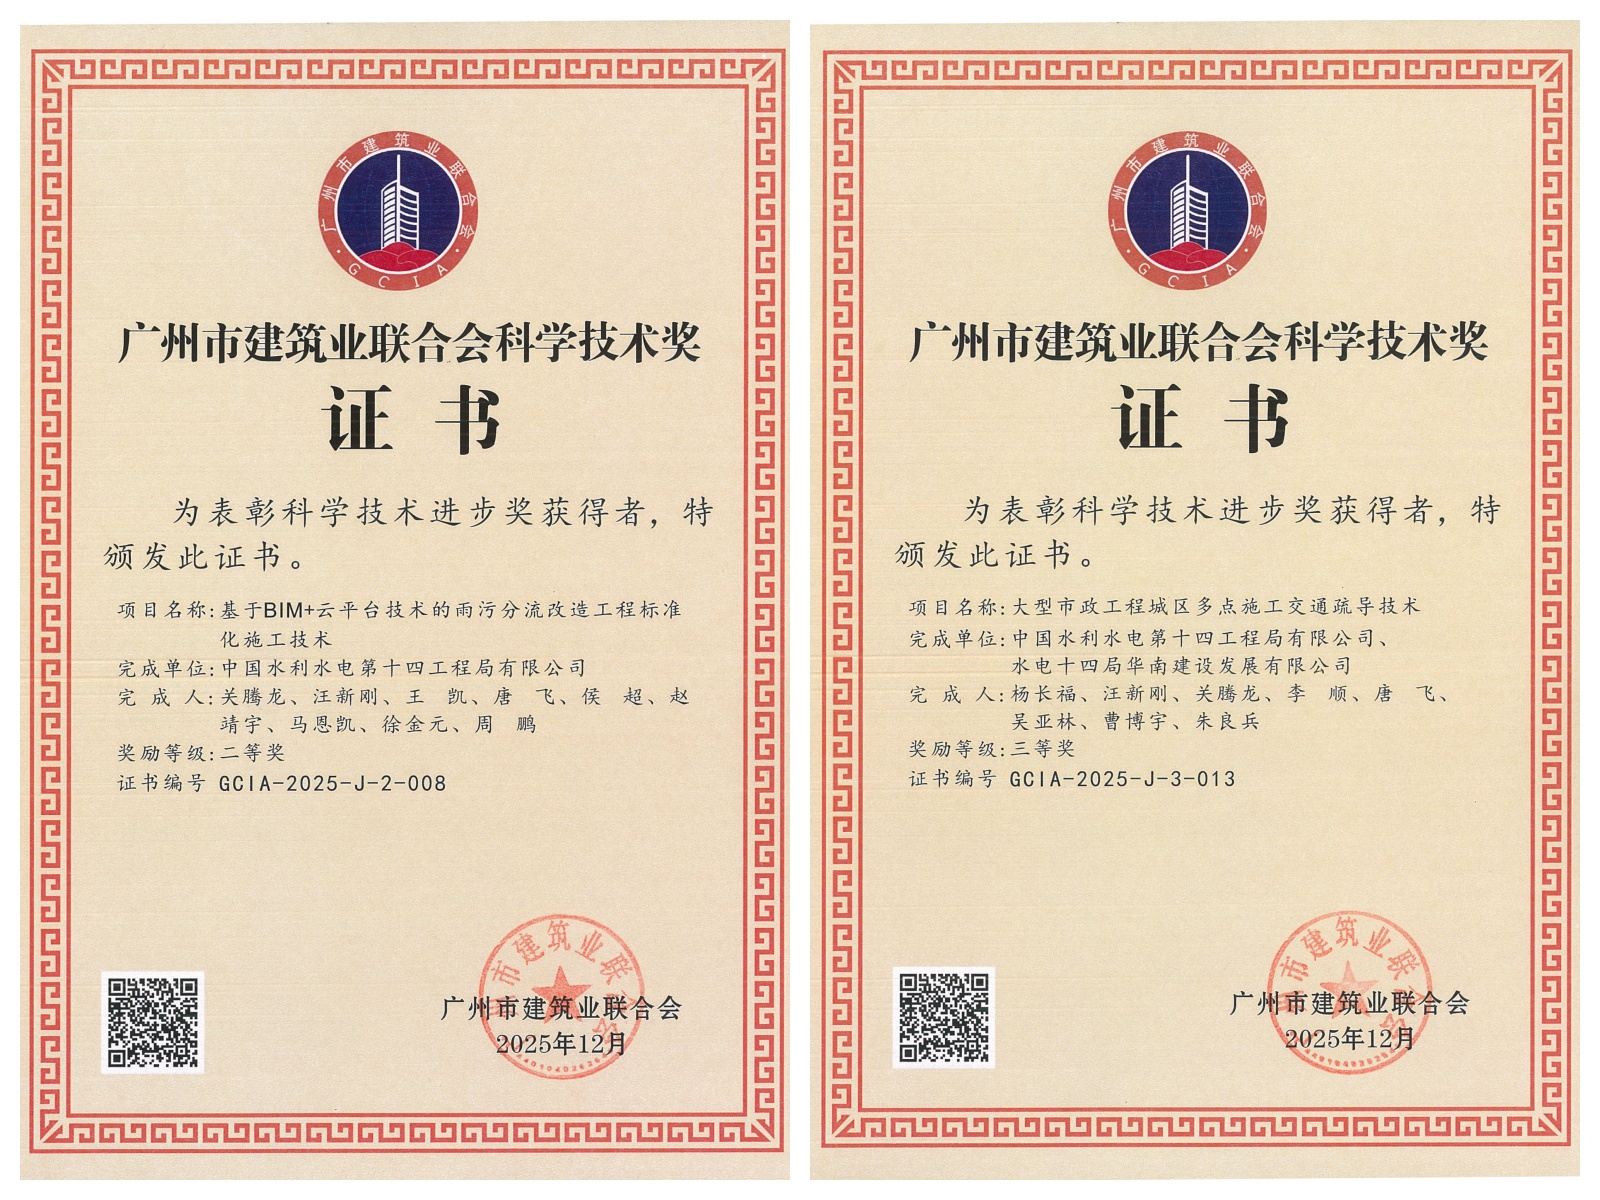 广州市建筑业联合会
GCIA
广州市建筑业联合会科学技术奖
证书
为表彰科学技术进步奖获得者，特
颁发此证书。
项目名称:基于BIM+云平台技术的雨污分流改造工程标准
化施工技术
完成单位:中国水利水电第十四工程局有限公司
完 成 人:关腾龙、汪新刚、王 凯、唐 飞、侯 超、赵
靖宇、马恩凯、徐金元、周 鹏
奖励等级:二等奖
证书编号 GCIA-2025-J-2-008
广州市建筑业联合会
2025年12月
州市建筑业联合会
广州市建筑业联合会
GCIA
广州市建筑业联合会科学技术奖
证书
为表彰科学技术进步奖获得者，特
颁发此证书。
项目名称:大型市政工程城区多点施工交通疏导技术
完成单位:中国水利水电第十四工程局有限公司、
水电十四局华南建设发展有限公司
完 成 人:杨长福、汪新刚、关腾龙、李 顺、唐 飞、
吴亚林、曹博宇、朱良兵
奖励等级:三等奖
证书编号 GCIA-2025-J-3-013
广州市建筑业联合会
2025年12月
州市建筑业联合会